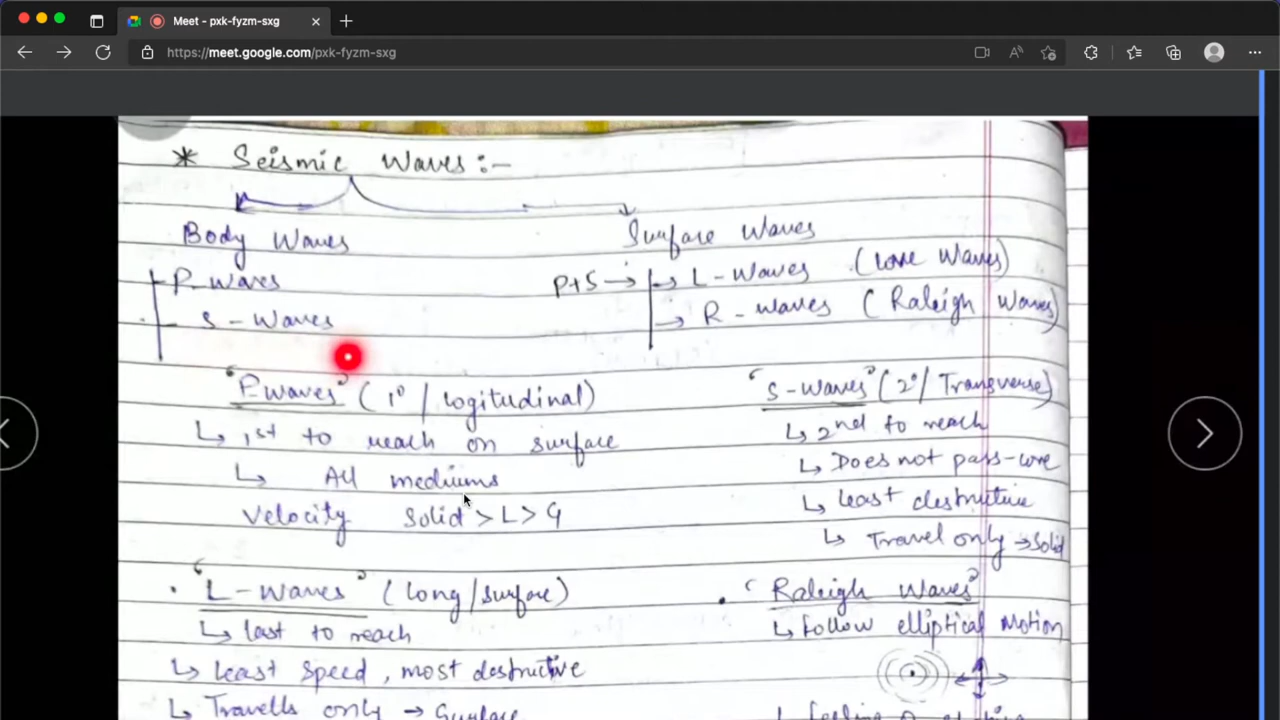 Meet - pxk-fyzm-sxg
https://meet.google.com/pxk-fyzm-sxg
* Seismic Waves:-
Body Waves
Surface Waves
P-Waves
S-Waves
P+S → L-Waves (Love Waves)
→ R-waves (Raleigh Waves)
"P-waves" (1° / logitudinal)
↳ 1st to reach on surface
↳ All mediums
Velocity Solid > L > G
"S-waves" (2°/ Tranqverse)
↳ 2nd to reach
↳ Does not pass-
↳ least destructive
↳ Travel only → Solid
• "L-waves" (long/surface)
↳ last to reach
↳ least speed, most destructive
↳ Travells only → Surface
• "Raleigh Waves"
↳ Follow elliptical Motion